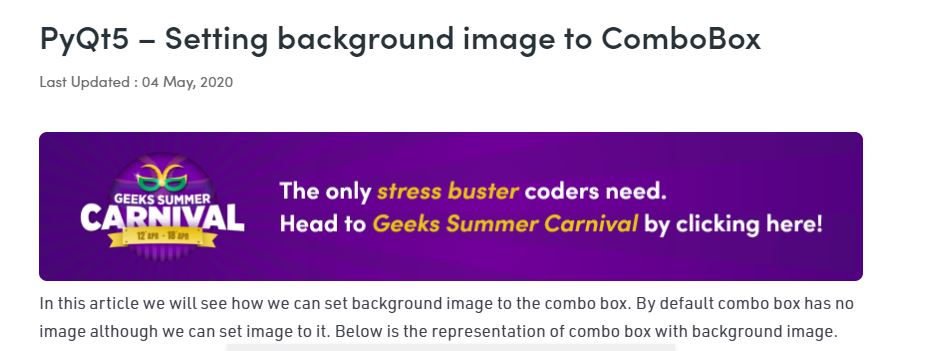 PyQt5 – Setting background image to ComboBox
Last Updated : 04 May, 2020
GEEKS SUMMER
CARNIVAL
12 APR - 18 APR
The only stress buster coders need.
Head to Geeks Summer Carnival by clicking here!
In this article we will see how we can set background image to the combo box. By default combo box has no
image although we can set image to it. Below is the representation of combo box with background image.